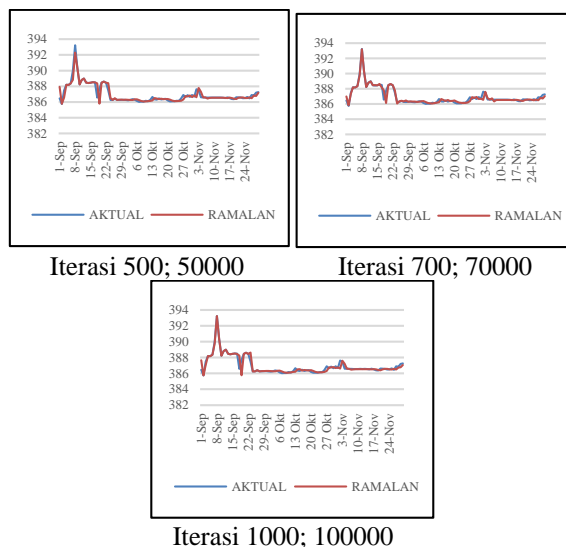 394
392
390
388
386
384
382
1-Sep
8-Sep
15-Sep
22-Sep
29-Sep
6 Okt
13 Okt
20 Okt
27 Okt
3-Nov
10-Nov
17-Nov
24-Nov
AKTUAL RAMALAN
Iterasi 500; 50000
394
392
390
388
386
384
382
1-Sep
8-Sep
15-Sep
22-Sep
29-Sep
6 Okt
13 Okt
20 Okt
27 Okt
3-Nov
10-Nov
17-Nov
24-Nov
AKTUAL RAMALAN
Iterasi 700; 70000
394
392
390
388
386
384
382
1-Sep
8-Sep
15-Sep
22-Sep
29-Sep
6 Okt
13 Okt
20 Okt
27 Okt
3-Nov
10-Nov
17-Nov
24-Nov
AKTUAL RAMALAN
Iterasi 1000; 100000